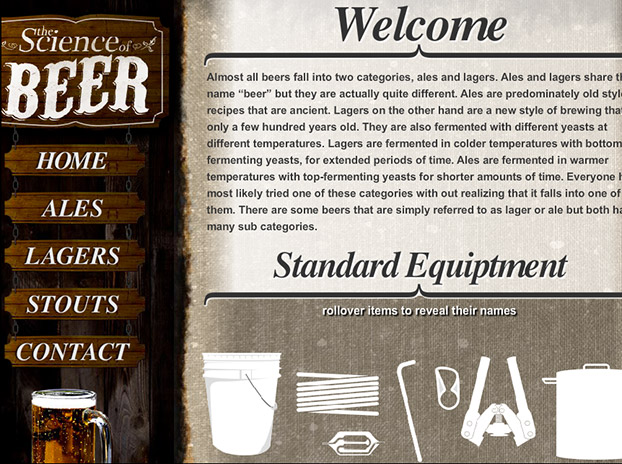 the
Science of
BEER
HOME
ALES
LAGERS
STOUTS
CONTACT
Welcome
Almost all beers fall into two categories, ales and lagers. Ales and lagers share
name “beer” but they are actually quite different. Ales are predominately old
recipes that are ancient. Lagers on the other hand are a new style of brewing
only a few hundred years old. They are also fermented with different yeasts at
different temperatures. Lagers are fermented in colder temperatures with bottom
fermenting yeasts, for extended periods of time. Ales are fermented in warmer
temperatures with top-fermenting yeasts for shorter amounts of time. Everyone
most likely tried one of these categories with out realizing that it falls into one of
them. There are some beers that are simply referred to as lager or ale but both
many sub categories.
Standard Equiptment
rollover items to reveal their names